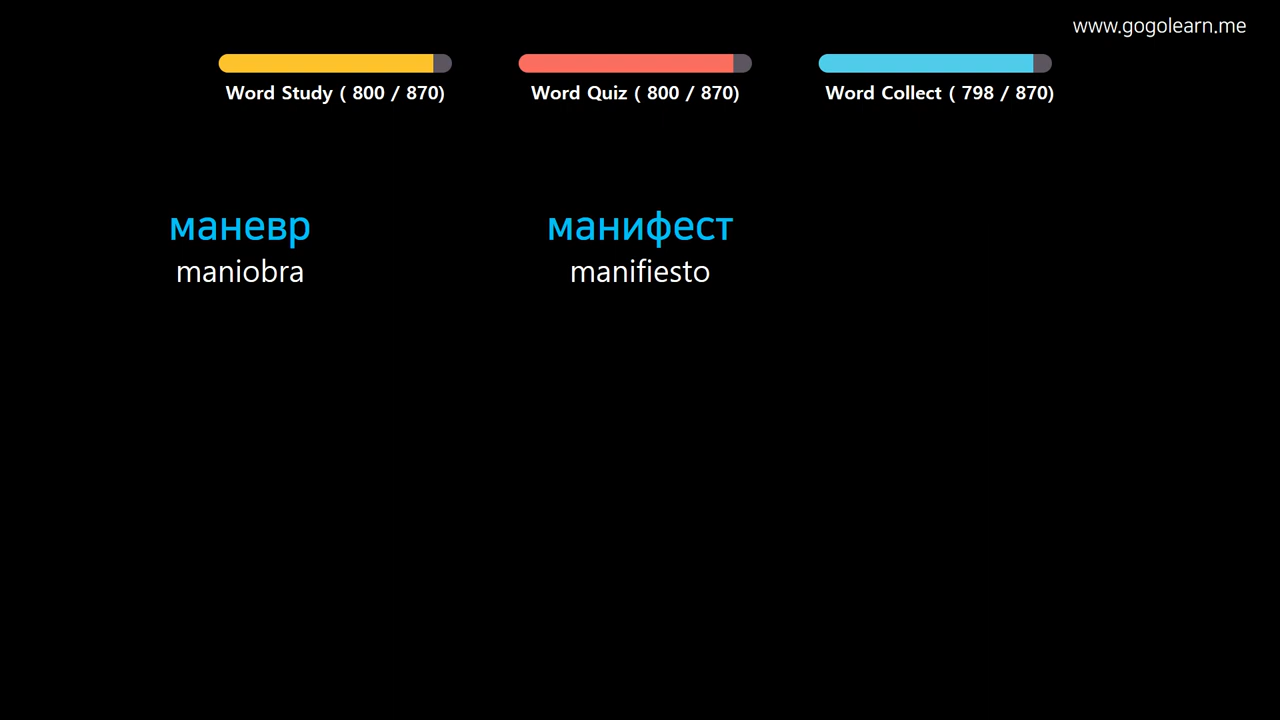 www.gogolearn.me
Word Study ( 800 / 870)
Word Quiz ( 800 / 870)
Word Collect ( 798 / 870)
маневр
maniobra
манифест
manifiesto